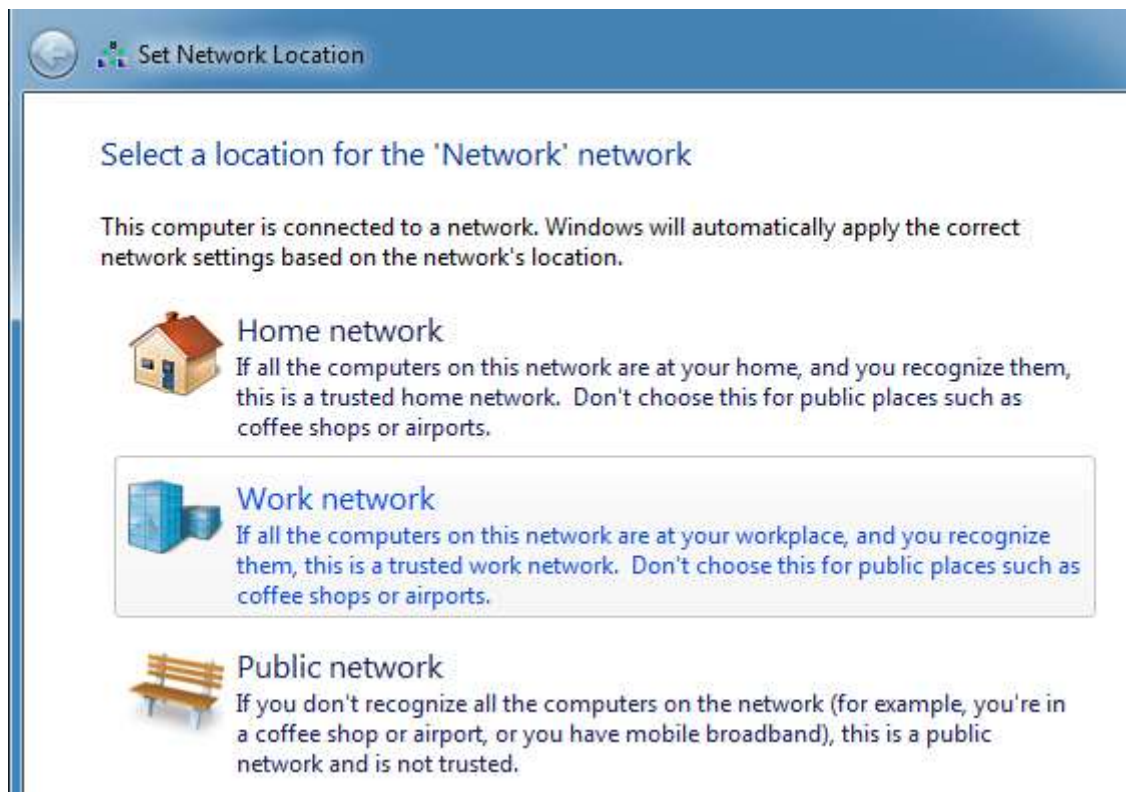 Set Network Location
Select a location for the 'Network' network
This computer is connected to a network. Windows will automatically apply the correct
network settings based on the network's location.
Home network
If all the computers on this network are at your home, and you recognize them,
this is a trusted home network.  Don't choose this for public places such as
coffee shops or airports.
Work network
If all the computers on this network are at your workplace, and you recognize
them, this is a trusted work network.  Don't choose this for public places such as
coffee shops or airports.
Public network
If you don't recognize all the computers on the network (for example, you're in
a coffee shop or airport, or you have mobile broadband), this is a public
network and is not trusted.